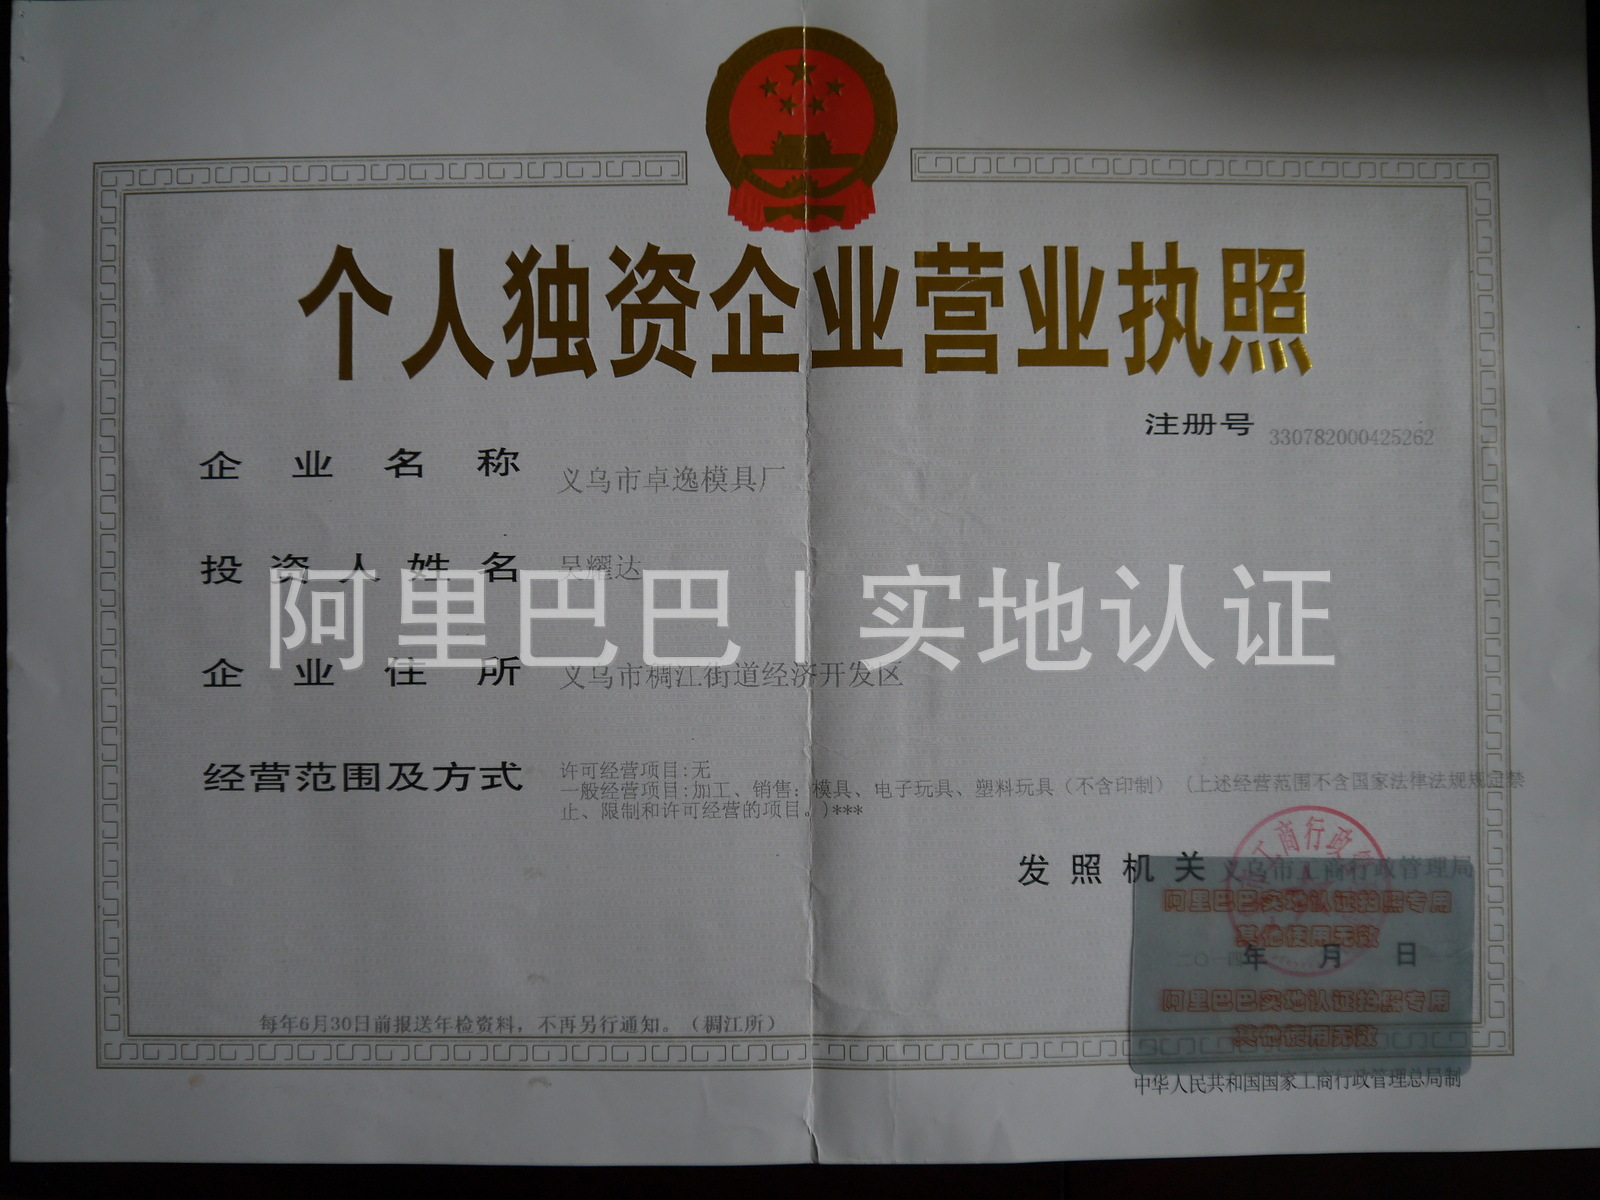 个人独资企业营业执照
注册号 330782000425262
企业名称 义乌市卓逸模具厂
投资人姓名 吴耀达
阿里巴巴 | 实地认证
企业住所 义乌市稠江街道经济开发区
经营范围及方式 许可经营项目:无
一般经营项目:加工、销售: 模具、电子玩具、塑料玩具（不含印制） (上述经营范围不含国家法律法规规定禁
止、限制和许可经营的项目。)***
发照机关 义乌市工商行政管理局
工商行政
阿里巴巴实地认证拍照专用
其他使用无效
年 月 日
阿里巴巴实地认证拍照专用
其他使用无效
每年6月30日前报送年检资料，不再另行通知。（稠江所）
中华人民共和国国家工商行政管理总局制